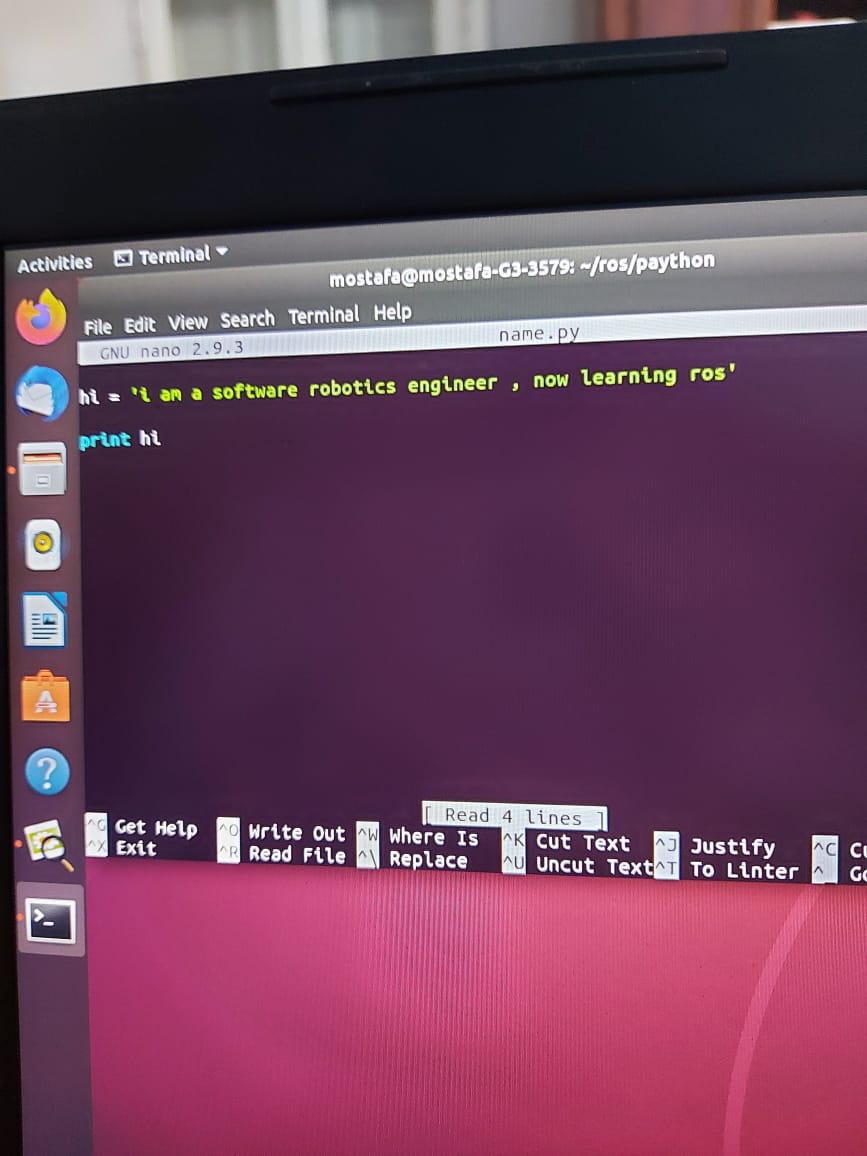 Activities Terminal
mostafa@mostafa-G3-3579: ~/ros/paython
File Edit View Search Terminal Help
GNU nano 2.9.3 name.py
hi = 'i am a software robotics engineer , now learning ros'
print hi
[ Read 4 lines ]
^G Get Help ^O Write Out ^W Where Is ^K Cut Text ^J Justify ^C
^X Exit ^R Read File ^\ Replace ^U Uncut Text ^T To Linter ^